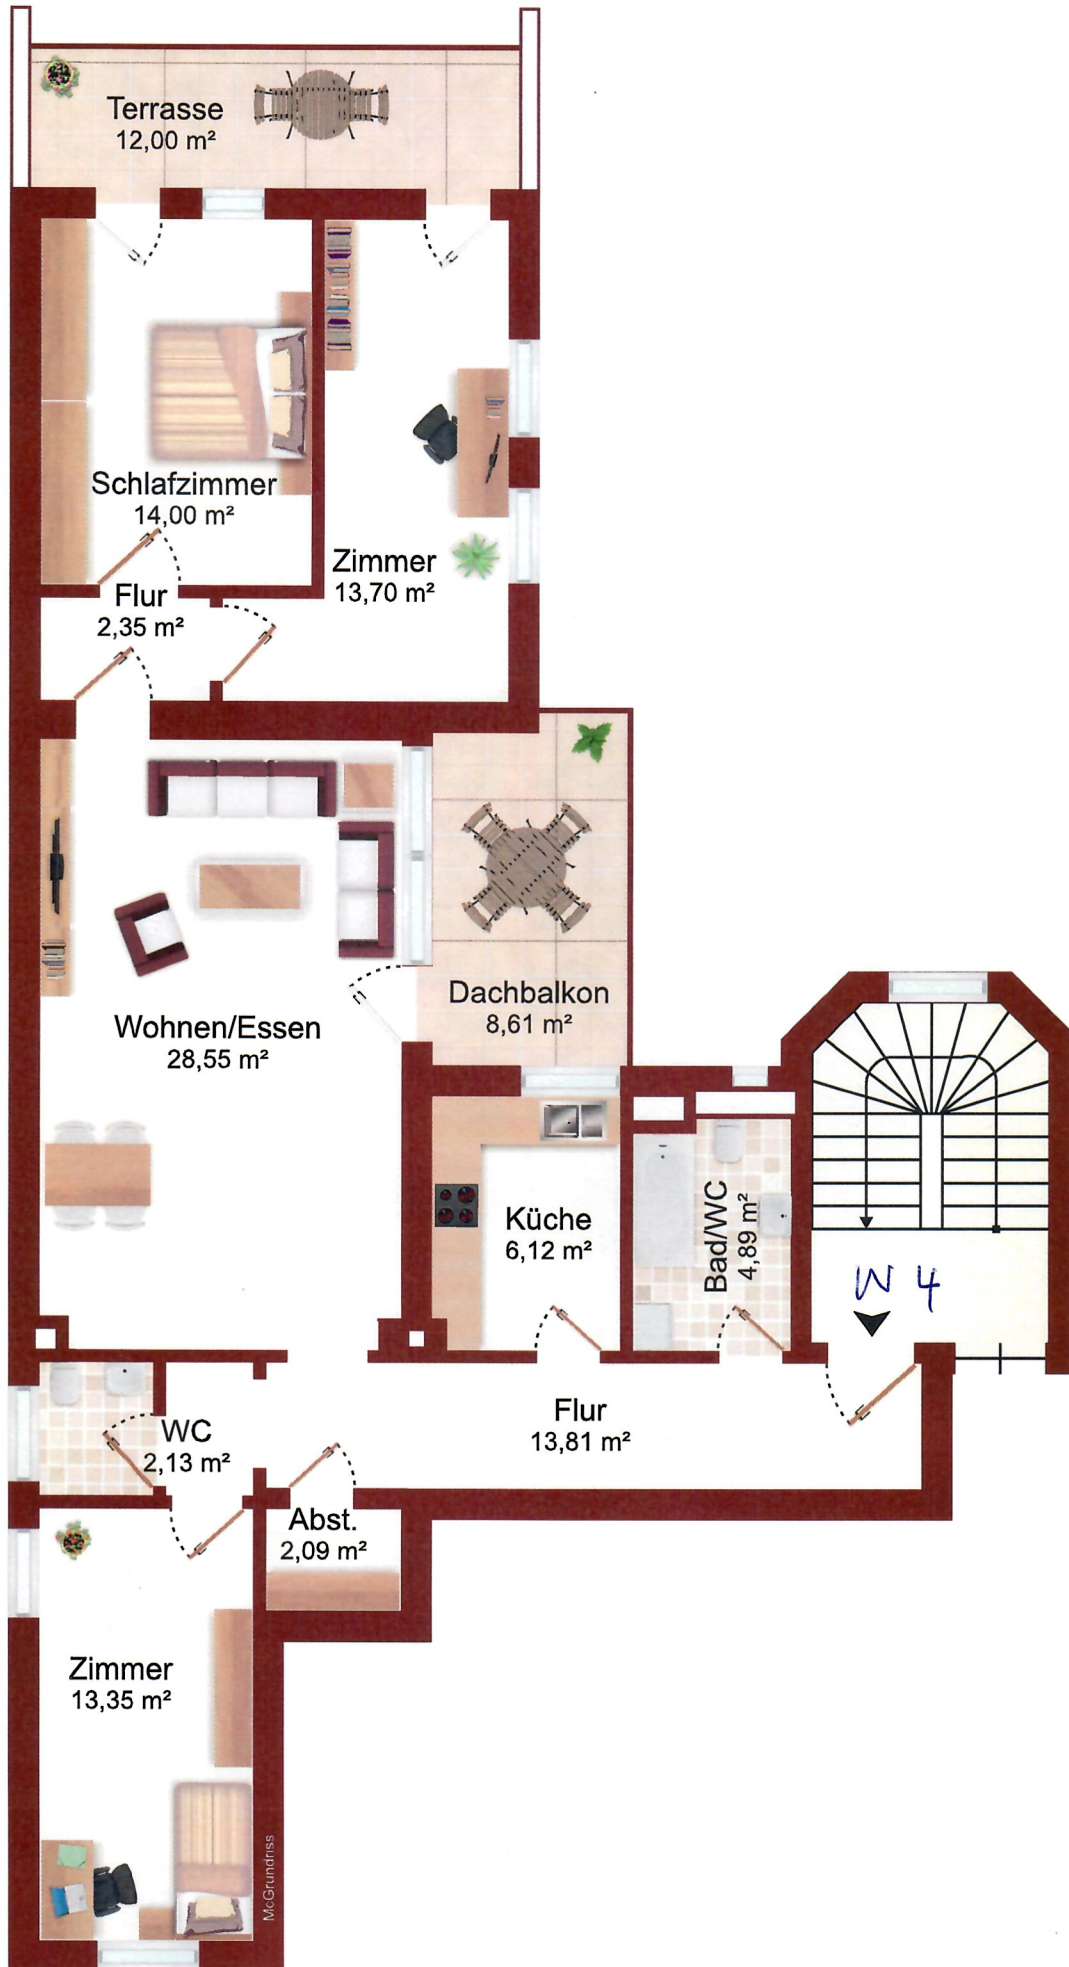 Terrasse
12,00 m²
Schlafzimmer
14,00 m²
Zimmer
13,70 m²
Flur
2,35 m²
Dachbalkon
8,61 m²
Wohnen/Essen
28,55 m²
Küche
6,12 m²
Bad/WC
4,89 m²
W 4
Flur
13,81 m²
WC
2,13 m²
Abst.
2,09 m²
Zimmer
13,35 m²
McGrundriss